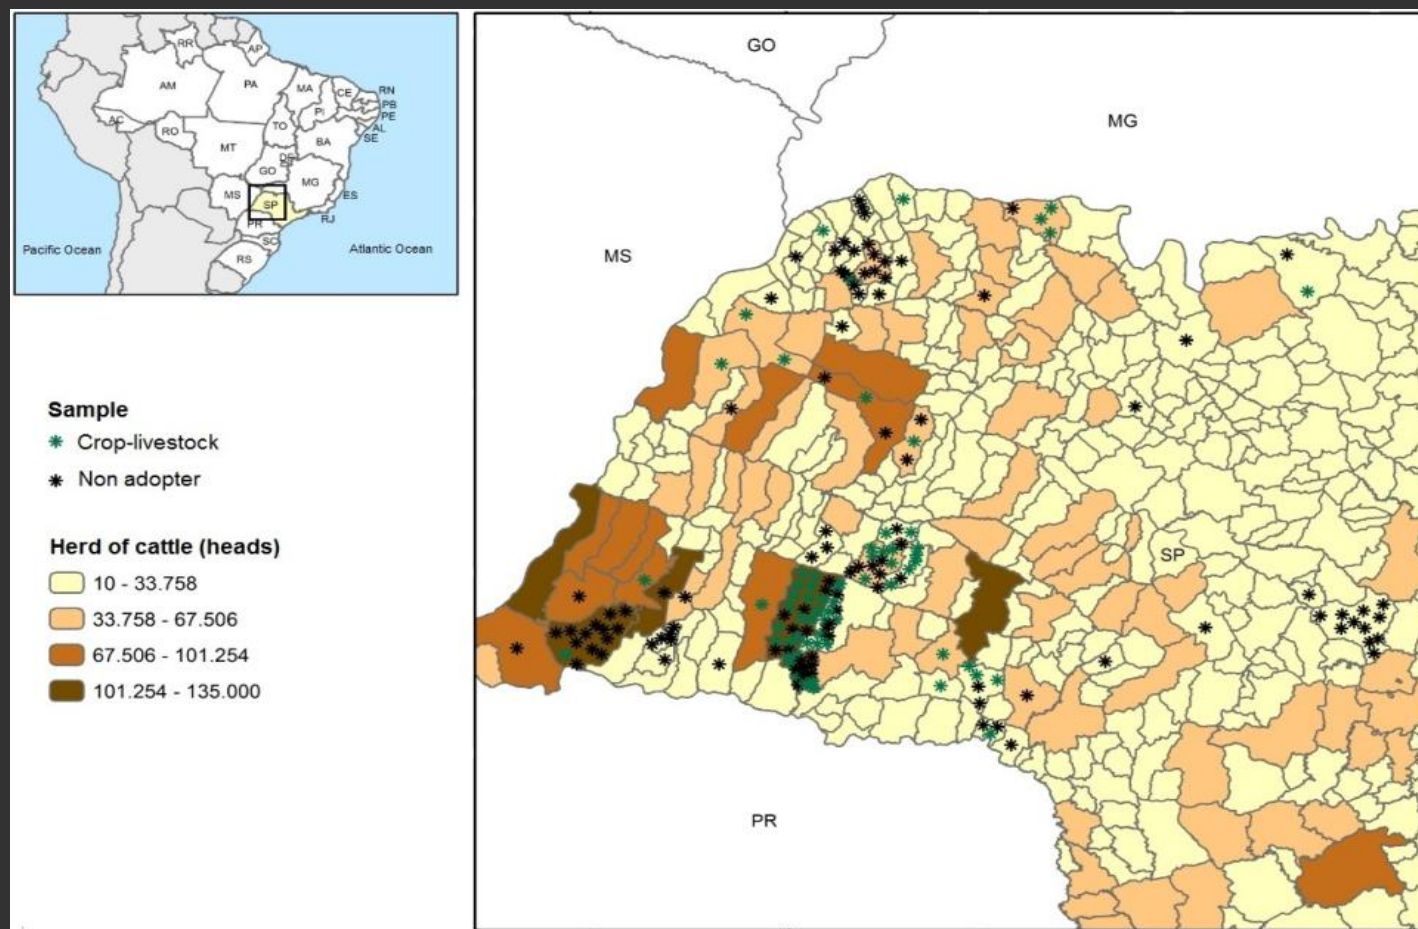 RR
AP
AM
PA
MA
CE
RN
PB
PE
PI
AL
SE
AC
RO
TO
BA
MT
DF
GO
MG
MS
ES
SP
RJ
PR
SC
RS
Pacific Ocean
Atlantic Ocean
Sample
Crop-livestock
Non adopter
Herd of cattle (heads)
10 - 33.758
33.758 - 67.506
67.506 - 101.254
101.254 - 135.000
GO
MG
MS
SP
PR